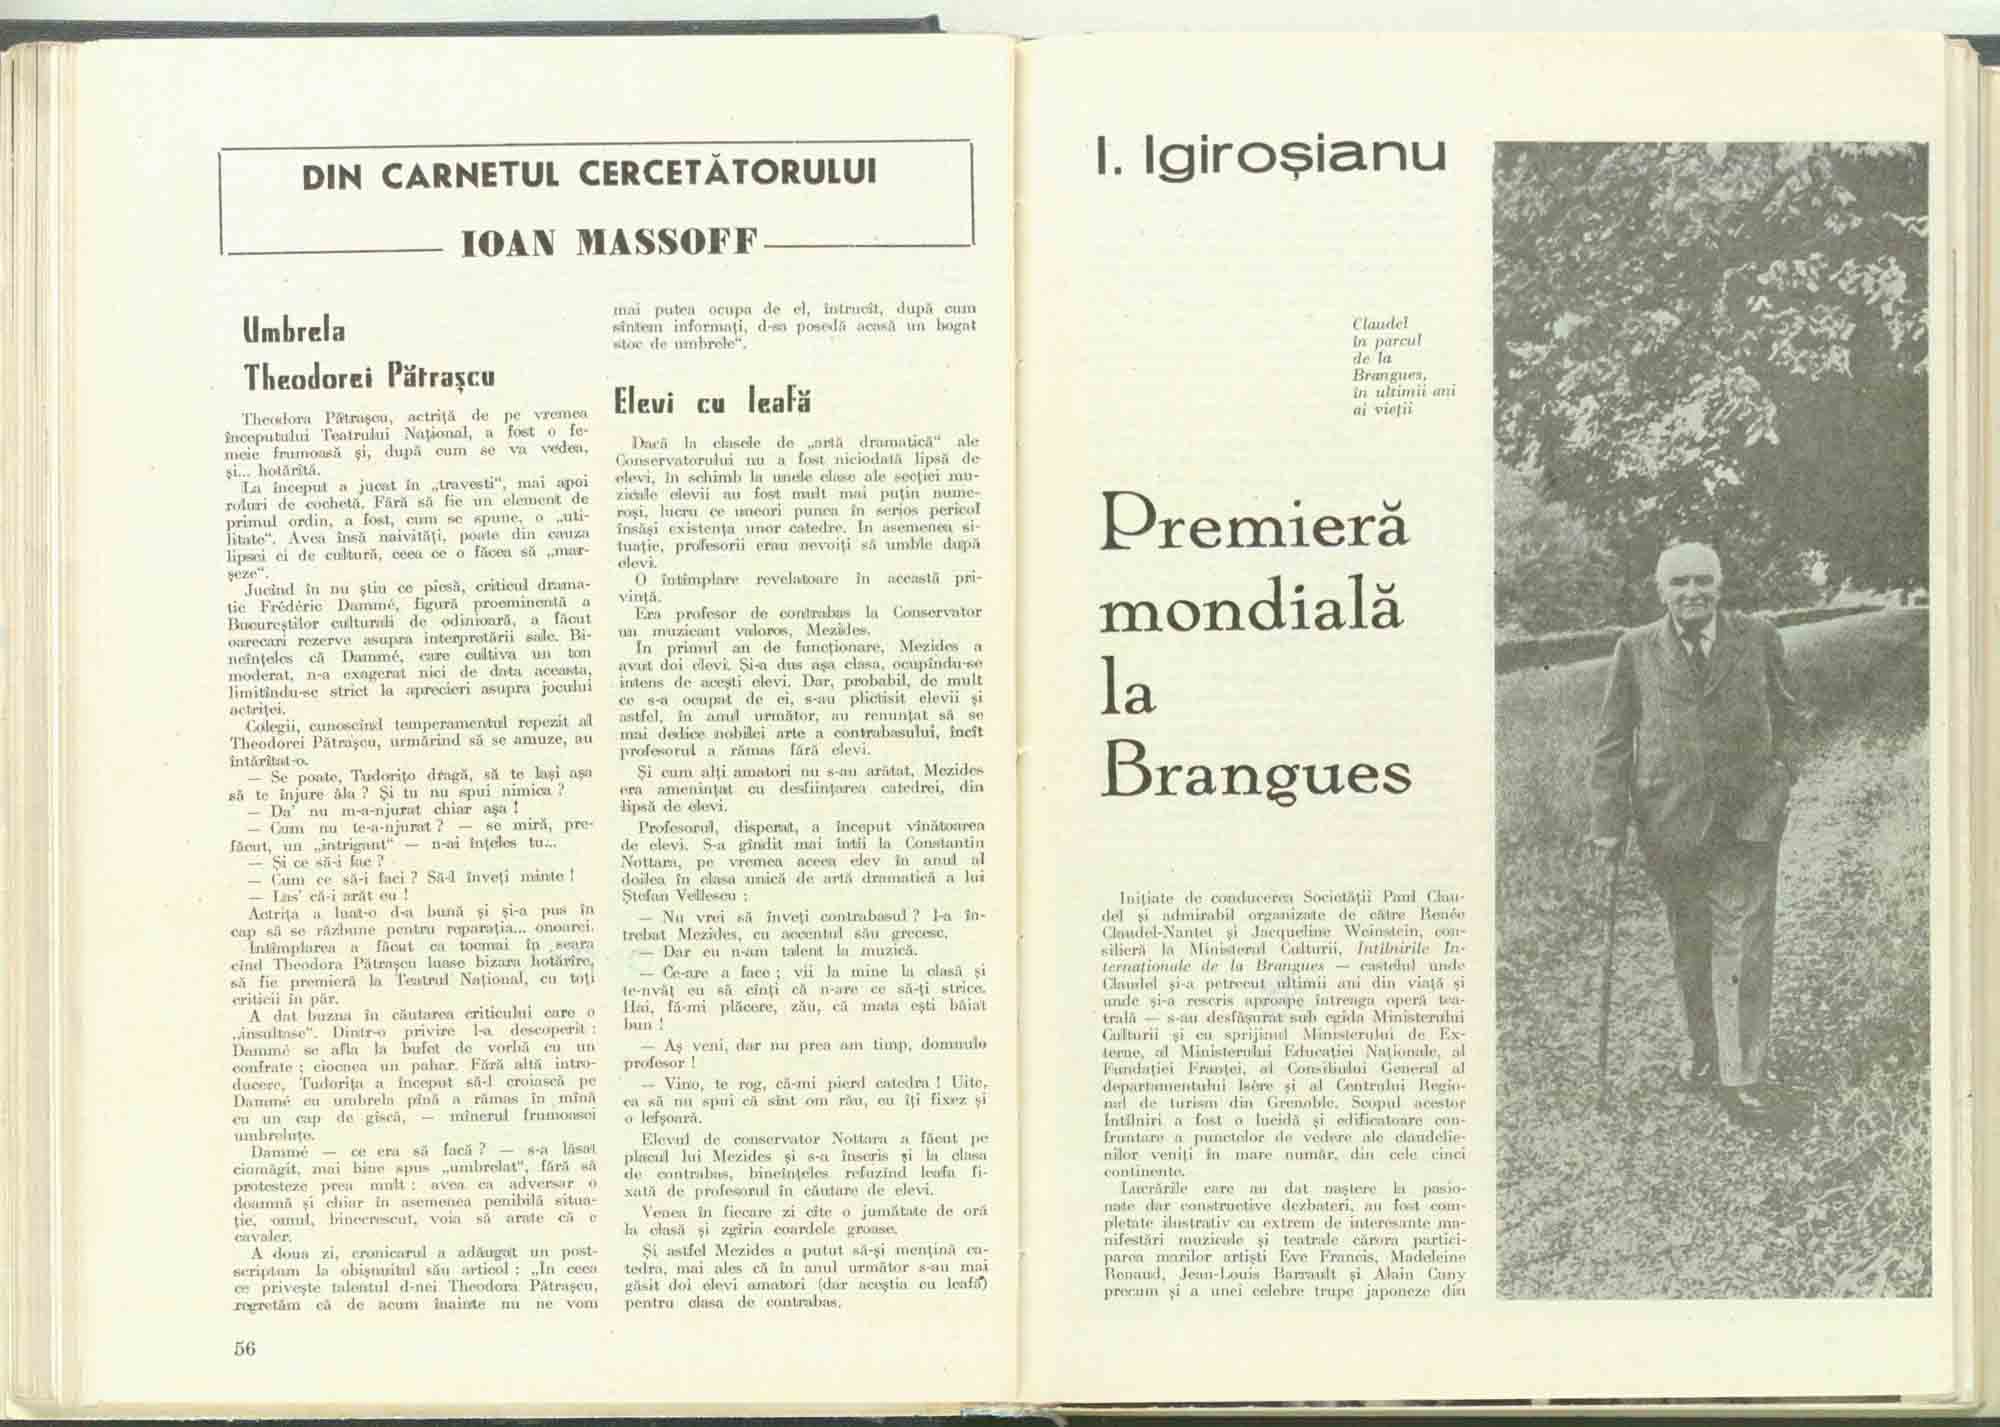 DIN CARNETUL CERCETĂTORULUI
IOAN MASSOFF
Umbrela
Theodorei Pătrașcu
Theodora Pătrașcu, actriță de pe vremea
începutului Teatrului Național, a fost o fe-
meie frumoasă și, după cum se va vedea,
și... hotărîtă.
La început a jucat în „travesti“, mai apoi
roluri de cochetă. Fără să fie un element de
primul ordin, a fost, cum se spune, o „uti-
litate“. Avea însă naivități, poate din cauza
lipsei ei de cultură, ceea ce o făcea să „mar-
șeze“.
Jucînd în nu știu ce piesă, criticul drama-
tic Frédéric Dammé, figură proeminentă a
Bucureștilor culturali de odinioară, a făcut
oarecari rezerve asupra interpretării sale. Bi-
neînțeles că Dammé, care cultiva un ton
moderat, n-a exagerat nici de data aceasta,
limitîndu-se strict la aprecieri asupra jocului
actriței.
Colegii, cunoscînd temperamentul repezit al
Theodorei Pătrașcu, urmărind să se amuze, au
întărîtat-o.
— Se poate, Tudorițo dragă, să te lași așa
să te înjure ăla ? Și tu nu spui nimica ?
— Da’ nu m-a-njurat chiar așa !
— Cum nu te-a-njurat ? — se miră, pre-
făcut, un „intrigant“ — n-ai înțeles tu...
— Și ce să-i fac ?
— Cum ce să-i faci ? Să-l înveți minte !
— Las’ că-i arăt eu !
Actrița a luat-o d-a bună și și-a pus în
cap să se răzbune pentru reparația... onoarei.
Întîmplarea a făcut ca tocmai în seara
cînd Theodora Pătrașcu luase bizara hotărîre,
să fie premieră la Teatrul Național, cu toți
criticii în păr.
A dat buzna în căutarea criticului care o
„insultase“. Dintr-o privire l-a descoperit :
Dammé se afla la bufet de vorbă cu un
confrate ; ciocnea un pahar. Fără altă intro-
ducere, Tudorița a început să-l croiască pe
Dammé cu umbrela pînă a rămas în mînă
cu un cap de gîscă, — mînerul frumoasei
umbreluțe.
Dammé — ce era să facă ? — s-a lăsat
ciomăgit, mai bine spus „umbrelat“, fără să
protesteze prea mult : avea ca adversar o
doamnă și chiar în asemenea penibilă situa-
ție, omul, bineecrescut, voia să arate că e
cavaler.
A doua zi, cronicarul a adăugat un post-
scriptum la obișnuitul său articol : „În ceea
ce privește talentul d-nei Theodora Pătrașcu,
regretăm că de acum înainte nu ne vom
56
mai putea ocupa de el, întrucît, după cum
sîntem informați, d-sa posedă acasă un bogat
stoc de umbrele“.
Elevi cu leafă
Dacă la clasele de „artă dramatică“ ale
Conservatorului nu a fost niciodată lipsă de
elevi, în schimb la unele clase ale secției mu-
zicale elevii au fost mult mai puțin nume-
roși, lucru ce uneori punea în serios pericol
însăși existența unor catedre. În asemenea si-
tuație, profesorii erau nevoiți să umble după
elevi.
O întîmplare revelatoare în această pri-
vință.
Era profesor de contrabas la Conservator
un muzicant valoros, Mezides.
În primul an de funcționare, Mezides a
avut doi elevi. Și-a dus așa clasa, ocupîndu-se
intens de acești elevi. Dar, probabil, de mult
ce s-a ocupat de ei, s-au plictisit elevii și
astfel, în anul următor, au renunțat să se
mai dedice nobilei arte a contrabasului, încît
profesorul a rămas fără elevi.
Și cum alți amatori nu s-au arătat, Mezides
era amenințat cu desființarea catedrei, din
lipsă de elevi.
Profesorul, disperat, a început vînătoarea
de elevi. S-a gîndit mai întîi la Constantin
Nottara, pe vremea aceea elev în anul al
doilea în clasa unică de artă dramatică a lui
Ștefan Vellescu :
— Nu vrei să înveți contrabasul ? l-a în-
trebat Mezides, cu accentul său grecesc.
— Dar eu n-am talent la muzică.
— Ce-are a face ; vii la mine la clasă și
te-nvăț eu să cînți că n-are ce să-ți strice.
Hai, fă-mi plăcere, zău, că mata ești băiat
bun !
— Aș veni, dar nu prea am timp, domnule
profesor !
— Vino, te rog, că-mi pierd catedra ! Uite,
ca să nu spui că sînt om rău, eu îți fixez și
o lefșoară.
Elevul de conservator Nottara a făcut pe
placul lui Mezides și s-a înscris și la clasa
de contrabas, bineînțeles refuzînd leafa fi-
xată de profesorul în căutare de elevi.
Venea în fiecare zi cîte o jumătate de oră
la clasă și zgîria coardele groase.
Și astfel Mezides a putut să-și mențină ca-
tedra, mai ales că în anul următor s-au mai
găsit doi elevi amatori (dar aceștia cu leafă)
pentru clasa de contrabas.
I. Igiroșianu
Claudel
în parcul
de la
Brangues,
în ultimii ani
ai vieții
Premieră
mondială
la
Brangues
Inițiate de conducerea Societății Paul Clau-
del și admirabil organizate de către Renée
Claudel-Nantet și Jacqueline Weinstein, con-
silieră la Ministerul Culturii, Întîlnirile In-
ternaționale de la Brangues — castelul unde
Claudel și-a petrecut ultimii ani din viață și
unde și-a rescris aproape întreaga operă tea-
trală — s-au desfășurat sub egida Ministerului
Culturii și cu sprijinul Ministerului de Ex-
terne, al Ministerului Educației Naționale, al
Fundației Franței, al Consiliului General al
departamentului Isère și al Centrului Regio-
nal de turism din Grenoble. Scopul acestor
Întîlniri a fost o lucidă și edificatoare con-
fruntare a punctelor de vedere ale claudelie-
nilor veniți în mare număr, din cele cinci
continente.
Lucrările care au dat naștere la pasio-
nate dar constructive dezbateri, au fost com-
pletate ilustrativ cu extrem de interesante ma-
nifestări muzicale și teatrale cărora partici-
parea marilor artiști Eve Francis, Madeleine
Renaud, Jean-Louis Barrault și Alain Cuny
precum și a unei celebre trupe japoneze din